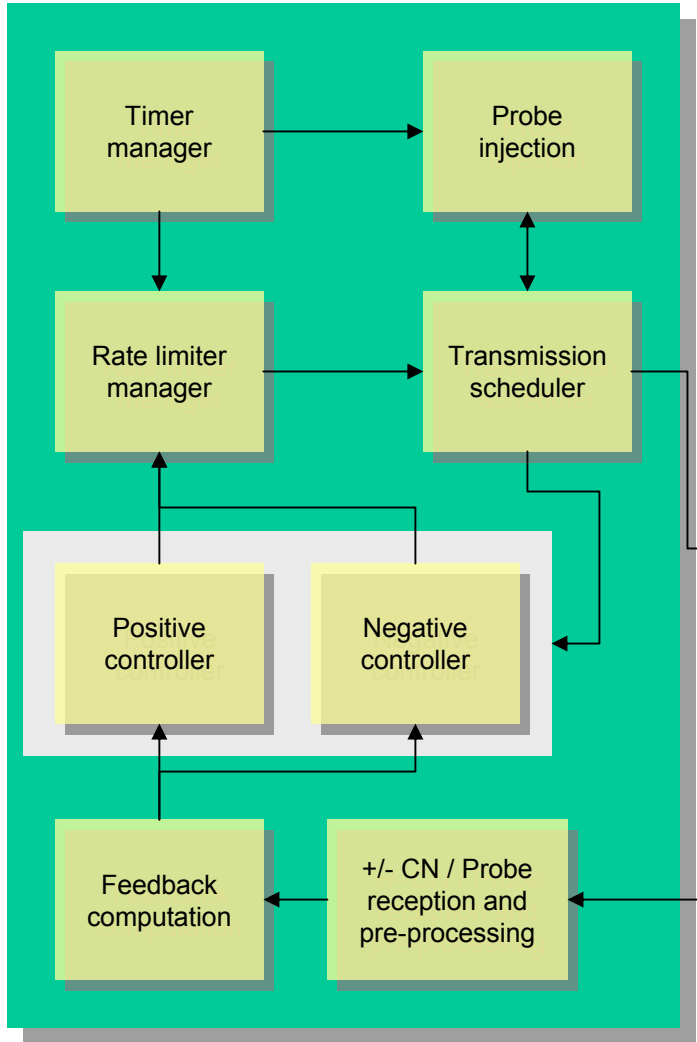 Timer
manager
Probe
injection
Rate limiter
manager
Transmission
scheduler
Positive
controller
Negative
controller
Feedback
computation
+/- CN / Probe
reception and
pre-processing